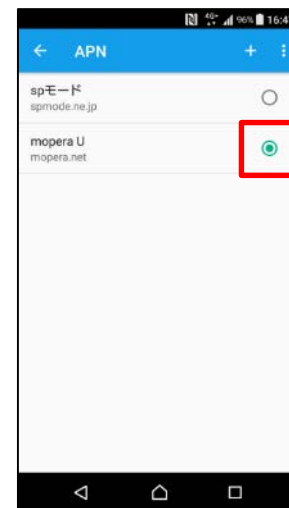 96% 16:4
APN
spモード
spmode.ne.jp
mopera U
mopera.net